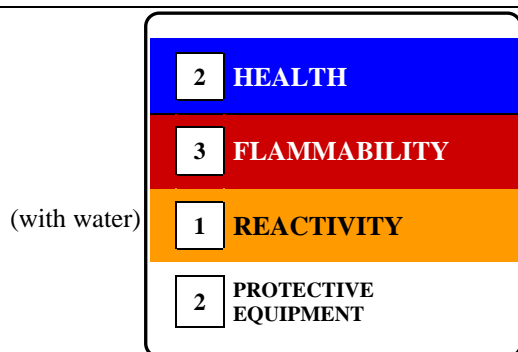 2 HEALTH
3 FLAMMABILITY
(with water) 1 REACTIVITY
2 PROTECTIVE
EQUIPMENT